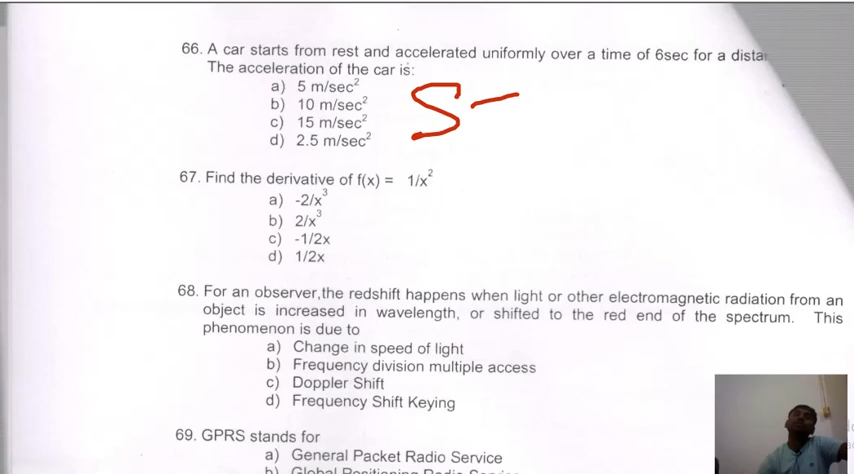 66. A car starts from rest and accelerated uniformly over a time of 6sec for a
The acceleration of the car is:
a) 5 m/sec²
b) 10 m/sec²
c) 15 m/sec²
d) 2.5 m/sec²
S -
67. Find the derivative of f(x) = 1/x²
a) -2/x³
b) 2/x³
c) -1/2x
d) 1/2x
68. For an observer,the redshift happens when light or other electromagnetic radiation from an
object is increased in wavelength, or shifted to the red end of the spectrum. This
phenomenon is due to
a) Change in speed of light
b) Frequency division multiple access
c) Doppler Shift
d) Frequency Shift Keying
69. GPRS stands for
a) General Packet Radio Service
b) Global Positioning Radio